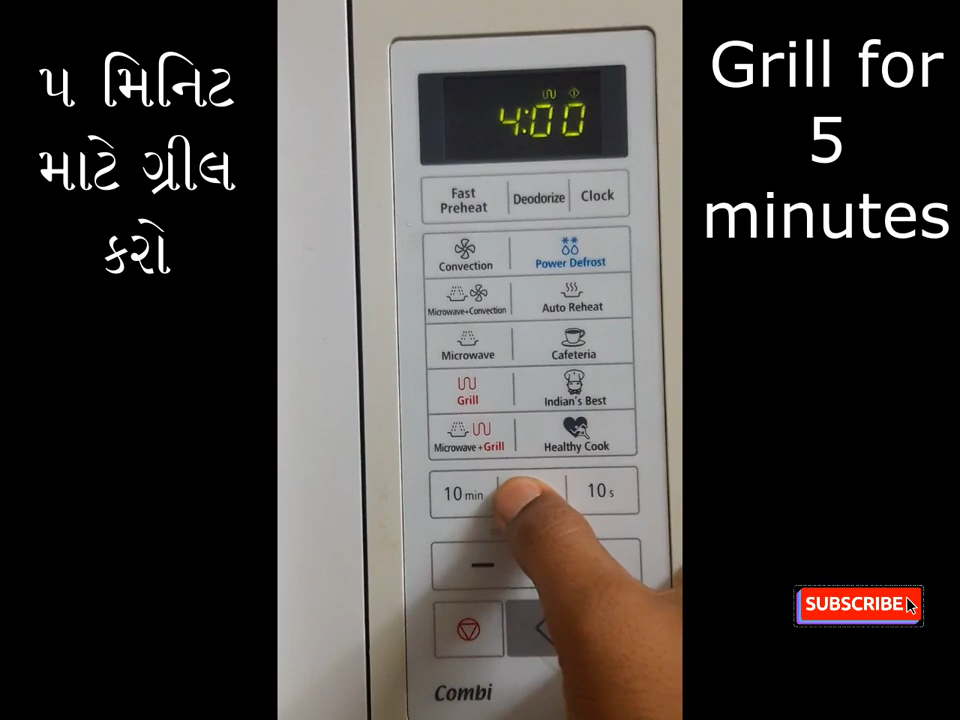 ૫ મિનિટ
માટે ગ્રીલ
કરો
Grill for
5
minutes
4:00
Fast
Preheat
Deodorize
Clock
Convection
Power Defrost
Microwave+Convection
Auto Reheat
Microwave
Cafeteria
Grill
Indian's Best
Microwave+Grill
Healthy Cook
10 min
10 s
Combi
SUBSCRIBE